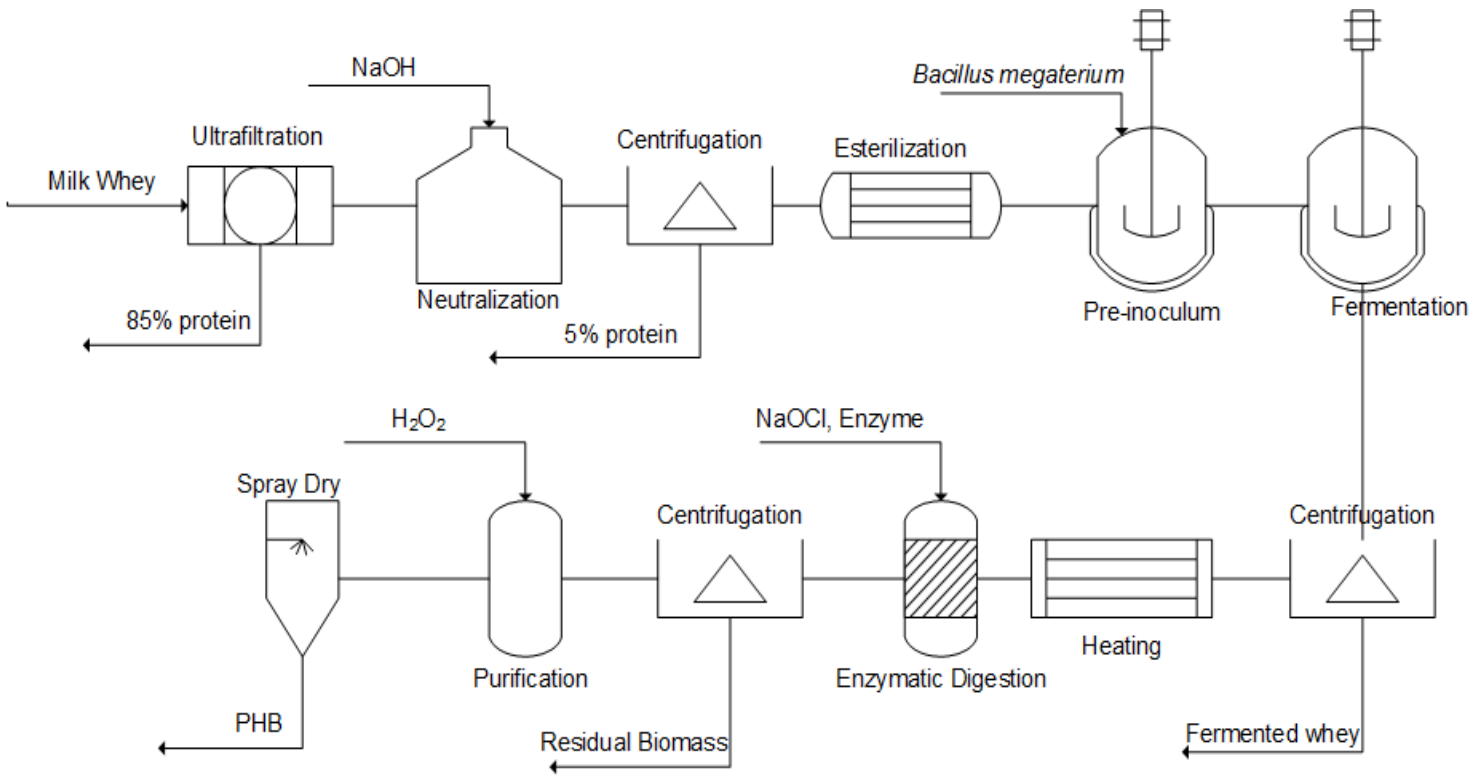 NaOH
Bacillus megaterium
Ultrafiltration
Centrifugation
Esterilization
Milk Whey
Neutralization
Pre-inoculum
Fermentation
85% protein
5% protein
H₂O₂
NaOCl, Enzyme
Spray Dry
Centrifugation
Centrifugation
Purification
Enzymatic Digestion
Heating
PHB
Residual Biomass
Fermented whey